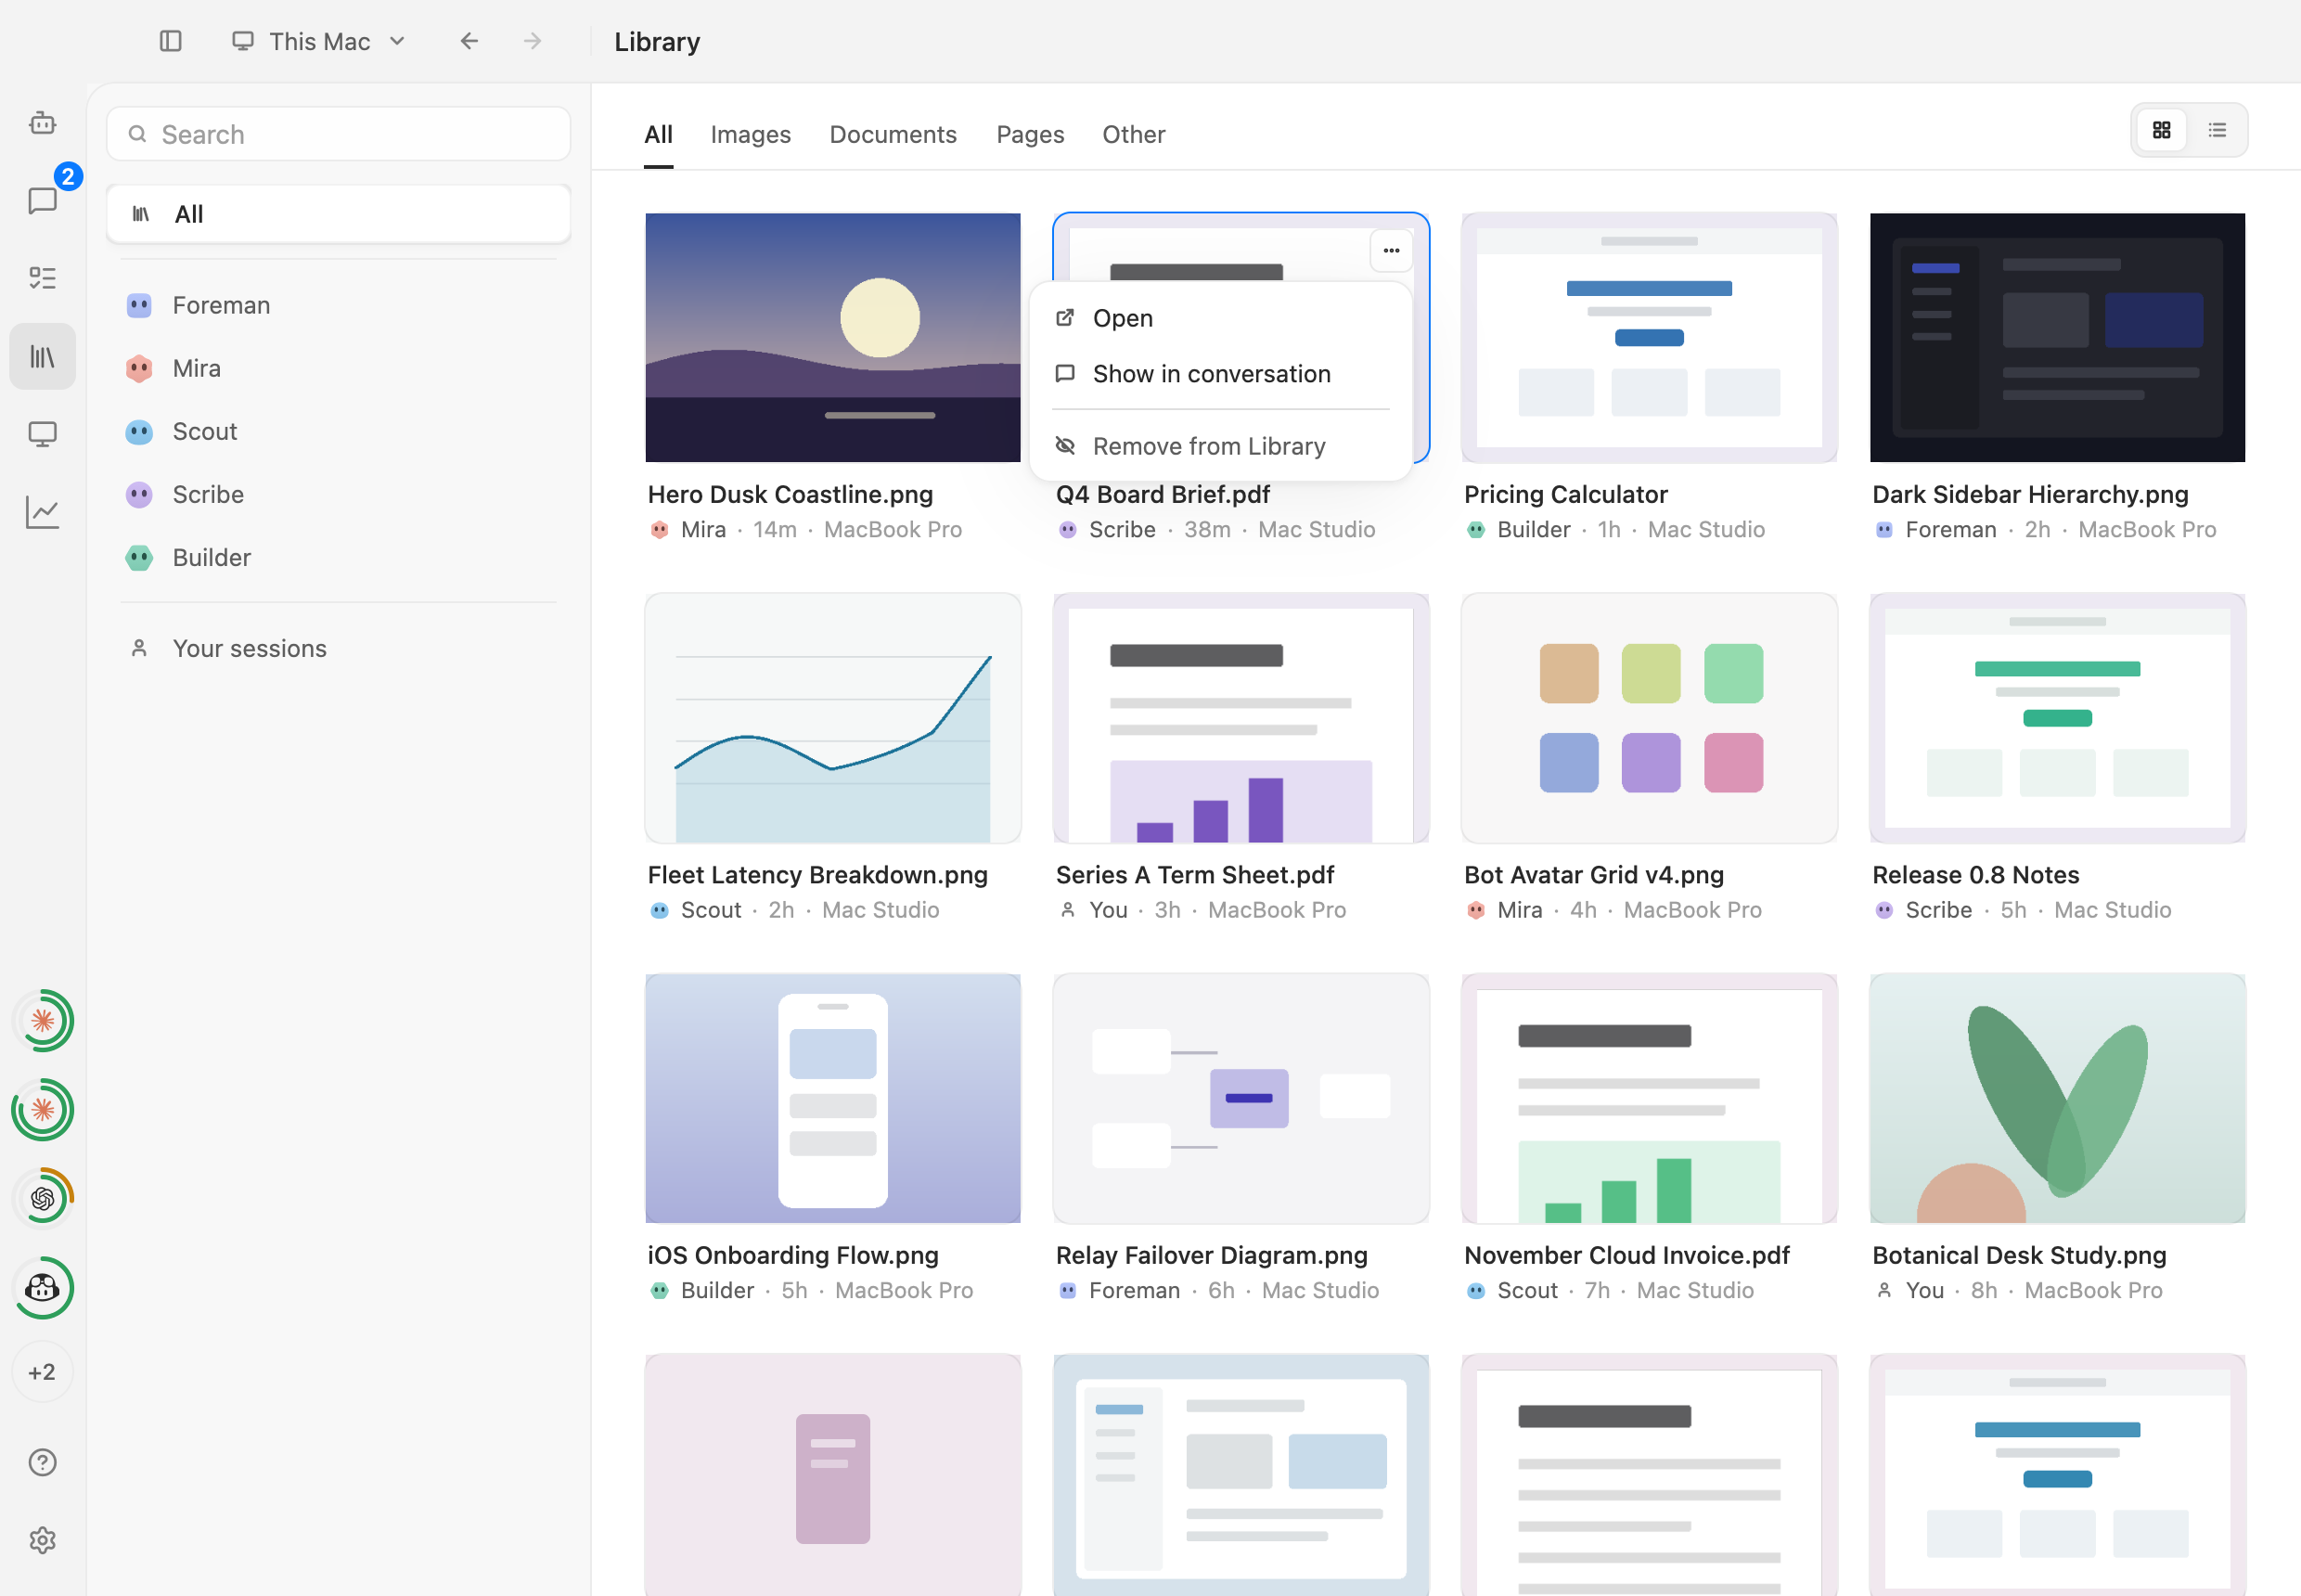 This Mac
Library
2
Search
All
Foreman
Mira
Scout
Scribe
Builder
Your sessions
+2
All Images Documents Pages Other
Open
Show in conversation
Remove from Library
Hero Dusk Coastline.png
Mira · 14m · MacBook Pro
Q4 Board Brief.pdf
Scribe · 38m · Mac Studio
Pricing Calculator
Builder · 1h · Mac Studio
Dark Sidebar Hierarchy.png
Foreman · 2h · MacBook Pro
Fleet Latency Breakdown.png
Scout · 2h · Mac Studio
Series A Term Sheet.pdf
You · 3h · MacBook Pro
Bot Avatar Grid v4.png
Mira · 4h · MacBook Pro
Release 0.8 Notes
Scribe · 5h · Mac Studio
iOS Onboarding Flow.png
Builder · 5h · MacBook Pro
Relay Failover Diagram.png
Foreman · 6h · Mac Studio
November Cloud Invoice.pdf
Scout · 7h · Mac Studio
Botanical Desk Study.png
You · 8h · MacBook Pro